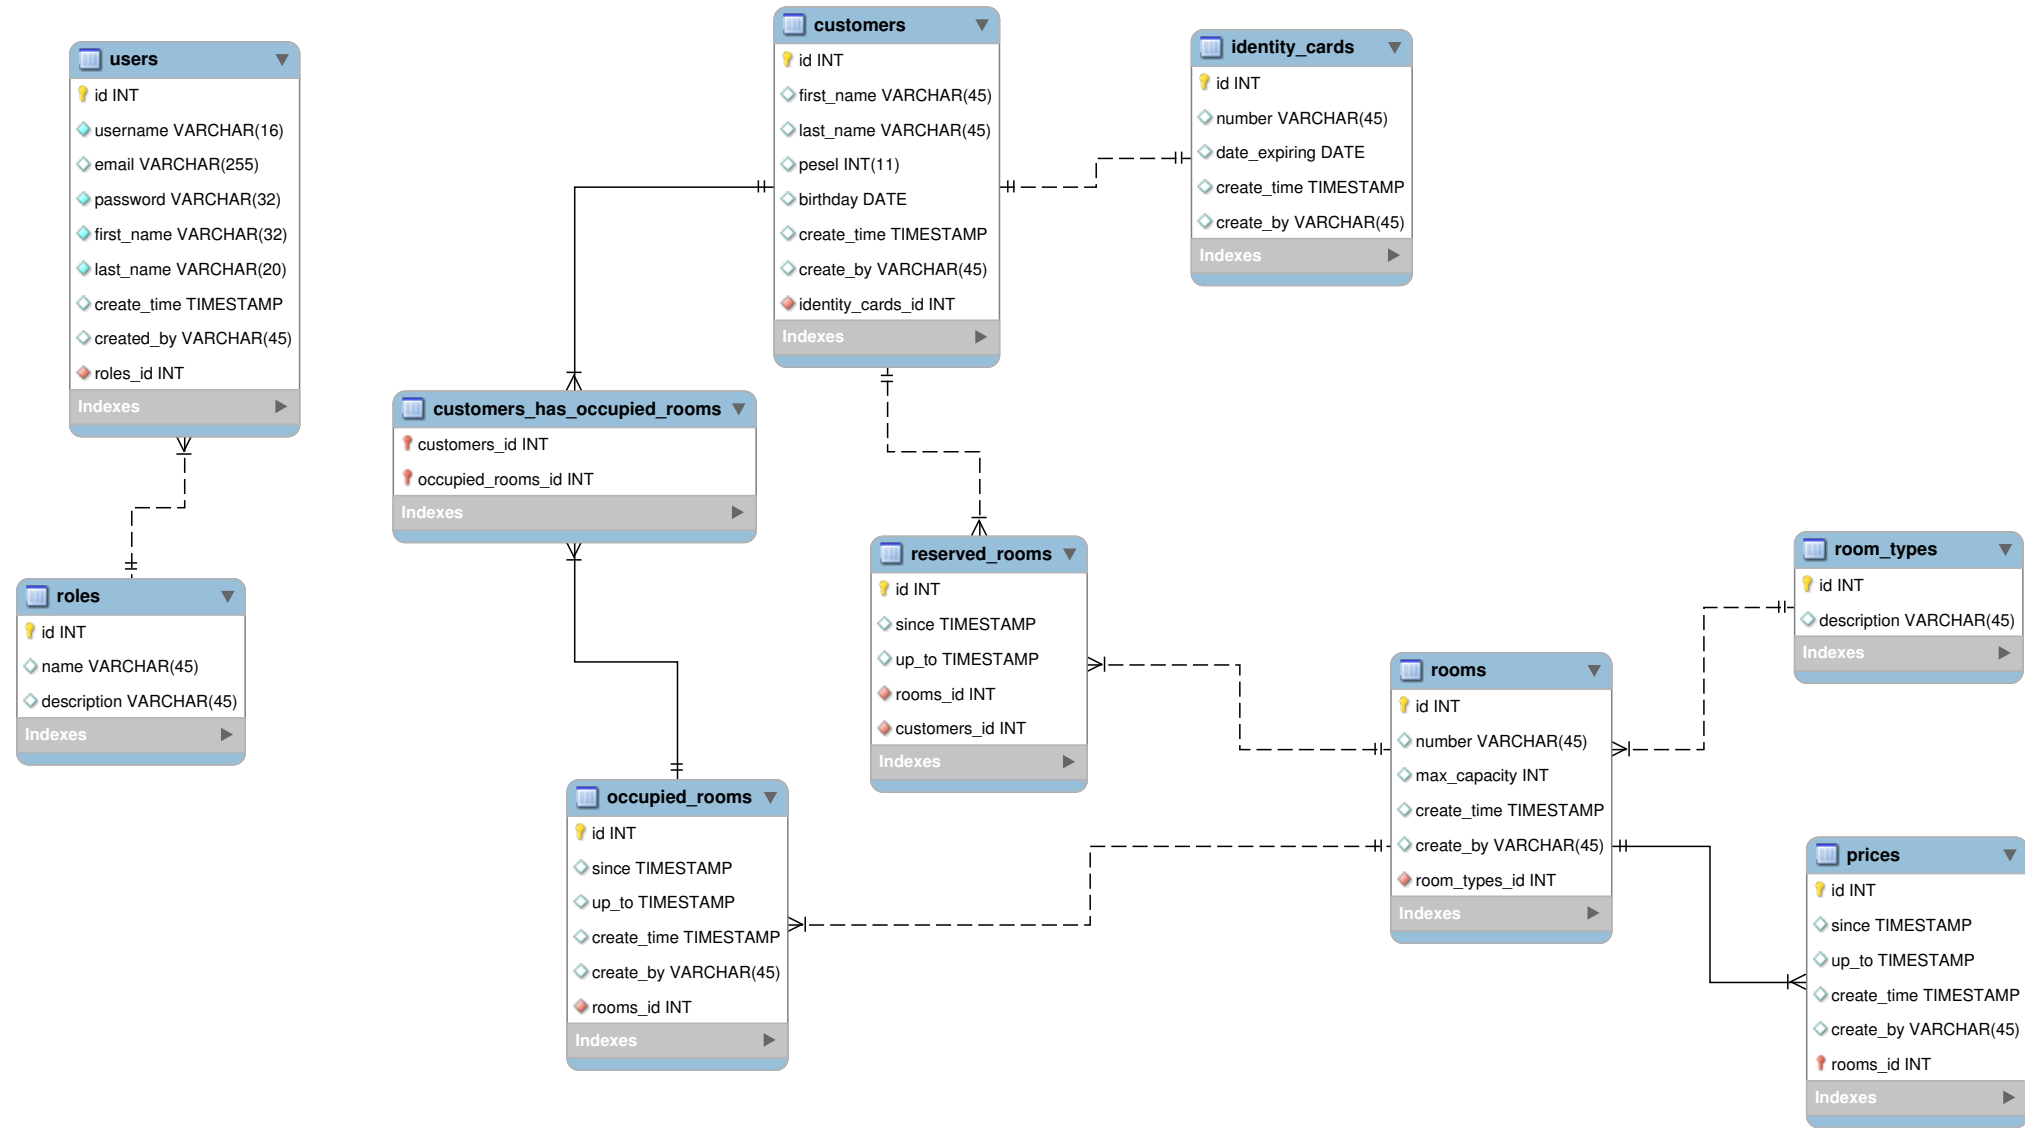 users
id INT
username VARCHAR(16)
email VARCHAR(255)
password VARCHAR(32)
first_name VARCHAR(32)
last_name VARCHAR(20)
create_time TIMESTAMP
created_by VARCHAR(45)
roles_id INT
Indexes
roles
id INT
name VARCHAR(45)
description VARCHAR(45)
Indexes
customers
id INT
first_name VARCHAR(45)
last_name VARCHAR(45)
pesel INT(11)
birthday DATE
create_time TIMESTAMP
create_by VARCHAR(45)
identity_cards_id INT
Indexes
identity_cards
id INT
number VARCHAR(45)
date_expiring DATE
create_time TIMESTAMP
create_by VARCHAR(45)
Indexes
customers_has_occupied_rooms
customers_id INT
occupied_rooms_id INT
Indexes
reserved_rooms
id INT
since TIMESTAMP
up_to TIMESTAMP
rooms_id INT
customers_id INT
Indexes
room_types
id INT
description VARCHAR(45)
Indexes
rooms
id INT
number VARCHAR(45)
max_capacity INT
create_time TIMESTAMP
create_by VARCHAR(45)
room_types_id INT
Indexes
occupied_rooms
id INT
since TIMESTAMP
up_to TIMESTAMP
create_time TIMESTAMP
create_by VARCHAR(45)
rooms_id INT
Indexes
prices
id INT
since TIMESTAMP
up_to TIMESTAMP
create_time TIMESTAMP
create_by VARCHAR(45)
rooms_id INT
Indexes